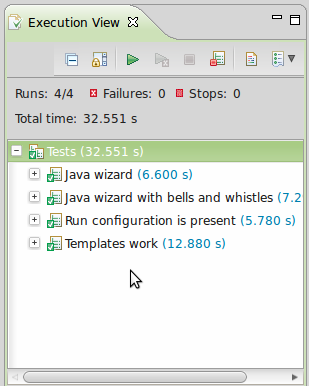 Execution View
Runs: 4/4 Failures: 0 Stops: 0
Total time: 32.551 s
Tests (32.551 s)
Java wizard (6.600 s)
Java wizard with bells and whistles (7.2
Run configuration is present (5.780 s)
Templates work (12.880 s)